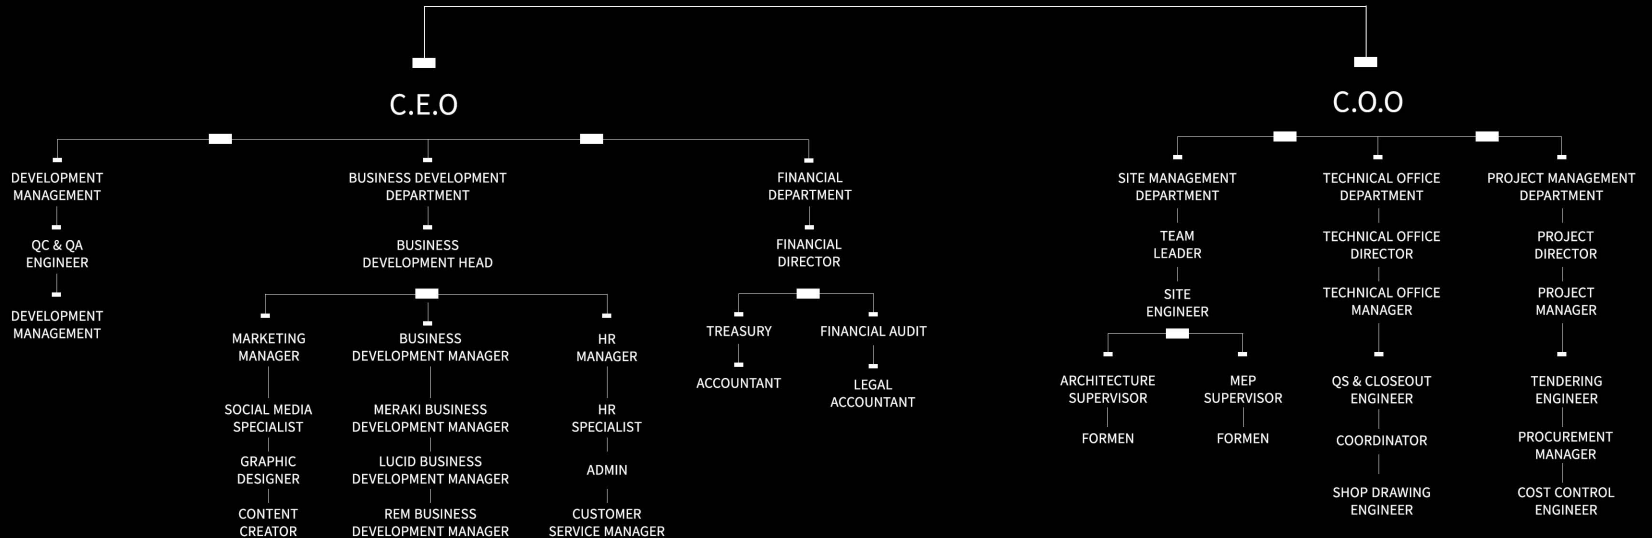 C.E.O
C.O.O
DEVELOPMENT
MANAGEMENT
QC & QA
ENGINEER
DEVELOPMENT
MANAGEMENT
BUSINESS DEVELOPMENT
DEPARTMENT
BUSINESS
DEVELOPMENT HEAD
MARKETING
MANAGER
SOCIAL MEDIA
SPECIALIST
GRAPHIC
DESIGNER
CONTENT
CREATOR
BUSINESS
DEVELOPMENT MANAGER
MERAKI BUSINESS
DEVELOPMENT MANAGER
LUCID BUSINESS
DEVELOPMENT MANAGER
REM BUSINESS
DEVELOPMENT MANAGER
HR
MANAGER
HR
SPECIALIST
ADMIN
CUSTOMER
SERVICE MANAGER
FINANCIAL
DEPARTMENT
FINANCIAL
DIRECTOR
TREASURY
ACCOUNTANT
FINANCIAL AUDIT
LEGAL
ACCOUNTANT
SITE MANAGEMENT
DEPARTMENT
TEAM
LEADER
SITE
ENGINEER
ARCHITECTURE
SUPERVISOR
FORMEN
MEP
SUPERVISOR
FORMEN
TECHNICAL OFFICE
DEPARTMENT
TECHNICAL OFFICE
DIRECTOR
TECHNICAL OFFICE
MANAGER
QS & CLOSEOUT
ENGINEER
COORDINATOR
SHOP DRAWING
ENGINEER
PROJECT MANAGEMENT
DEPARTMENT
PROJECT
DIRECTOR
PROJECT
MANAGER
TENDERING
ENGINEER
PROCUREMENT
MANAGER
COST CONTROL
ENGINEER